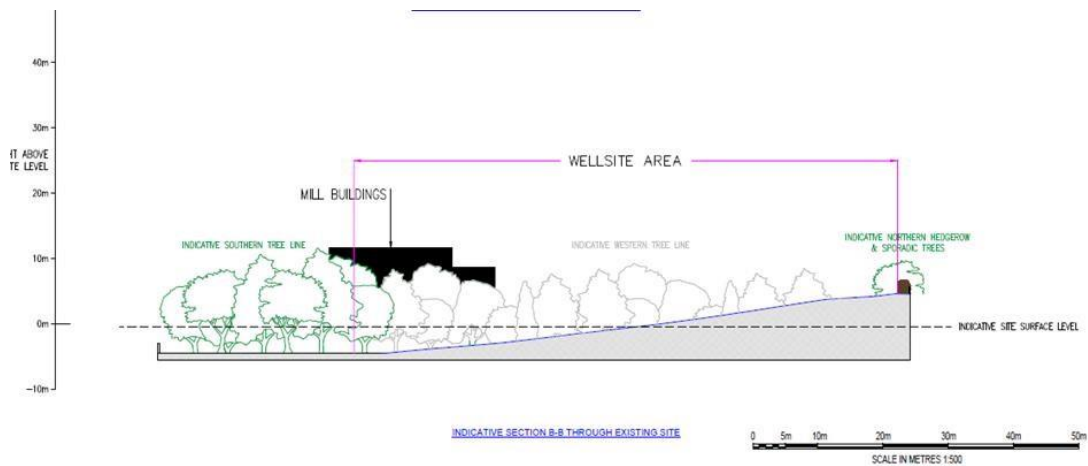 40m
30m
HT ABOVE
TE LEVEL
20m
10m
0m
-10m
WELLSITE AREA
MILL BUILDINGS
INDICATIVE SOUTHERN TREE LINE
INDICATIVE WESTERN TREE LINE
INDICATIVE NORTHERN HEDGEROW
& SPORADIC TREES
INDICATIVE SITE SURFACE LEVEL
INDICATIVE SECTION B-B THROUGH EXISTING SITE
0 5m 10m 20m 30m 40m 50m
SCALE IN METRES 1:500